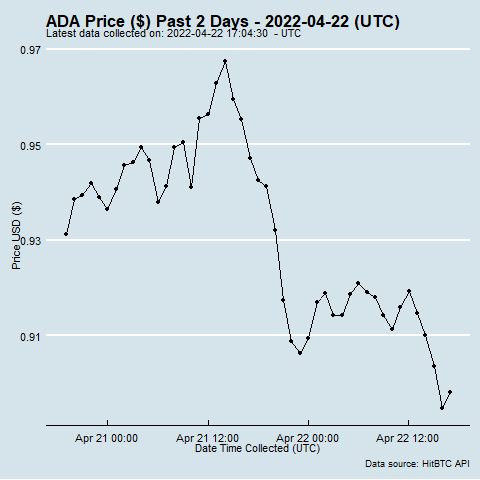 ADA Price ($) Past 2 Days - 2022-04-22 (UTC)
Latest data collected on: 2022-04-22 17:04:30 - UTC
0.97
0.95
0.93
0.91
Price USD ($)
Apr 21 00:00 Apr 21 12:00 Apr 22 00:00 Apr 22 12:00
Date Time Collected (UTC)
Data source: HitBTC API